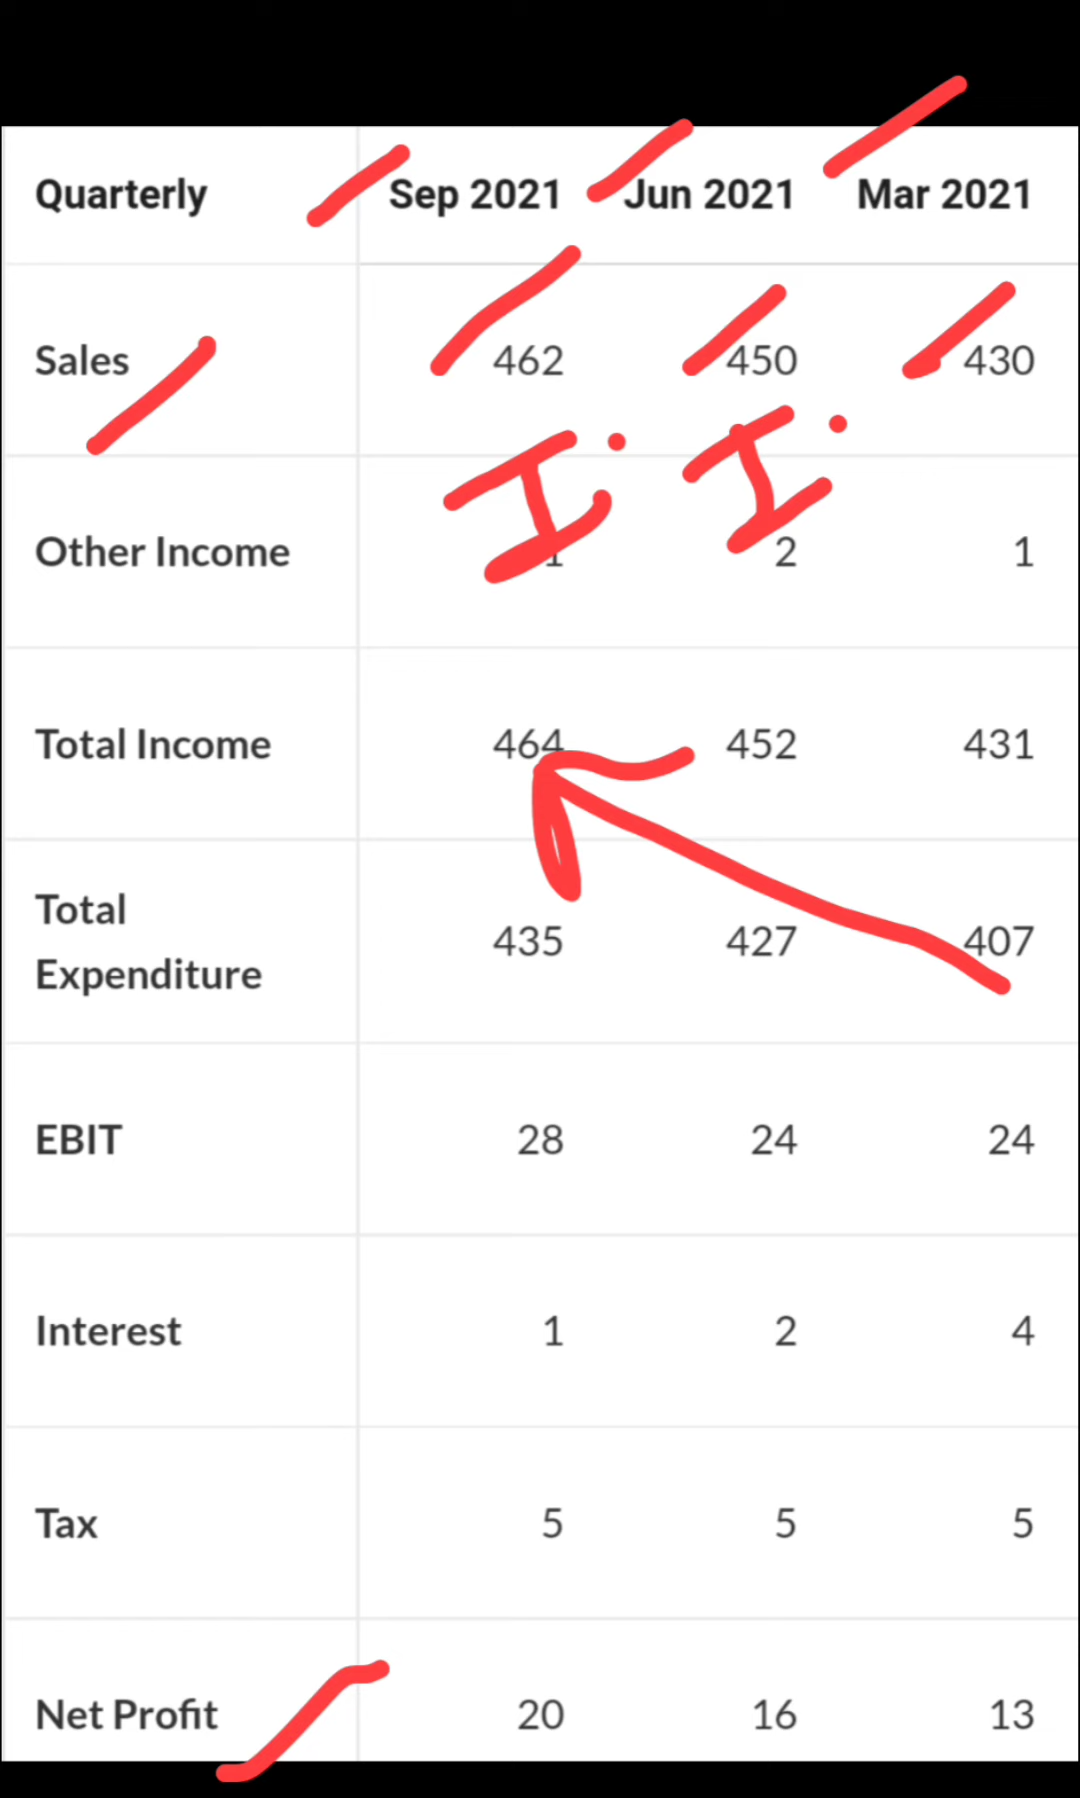 Quarterly Sep 2021 Jun 2021 Mar 2021
Sales 462 450 430
Other Income 1 2 1
Total Income 464 452 431
Total
Expenditure 435 427 407
EBIT 28 24 24
Interest 1 2 4
Tax 5 5 5
Net Profit 20 16 13